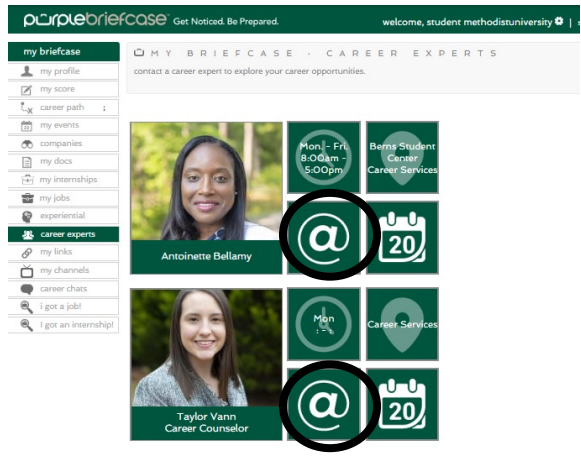 purplebriefcase Get Noticed. Be Prepared.
welcome, student methodistuniversity |
my briefcase
my profile
my score
career path ;
my events
companies
my docs
my internships
my jobs
experiential
career experts
my links
my channels
career chats
i got a job!
I got an internship!
MY BRIEFCASE - CAREER EXPERTS
contact a career expert to explore your career opportunities.
Antoinette Bellamy
Mon. - Fri.
8:00am -
5:00pm
Berns Student
Center
Career Services
@
20
Taylor Vann
Career Counselor
Mon
: - :
Career Services
@
20